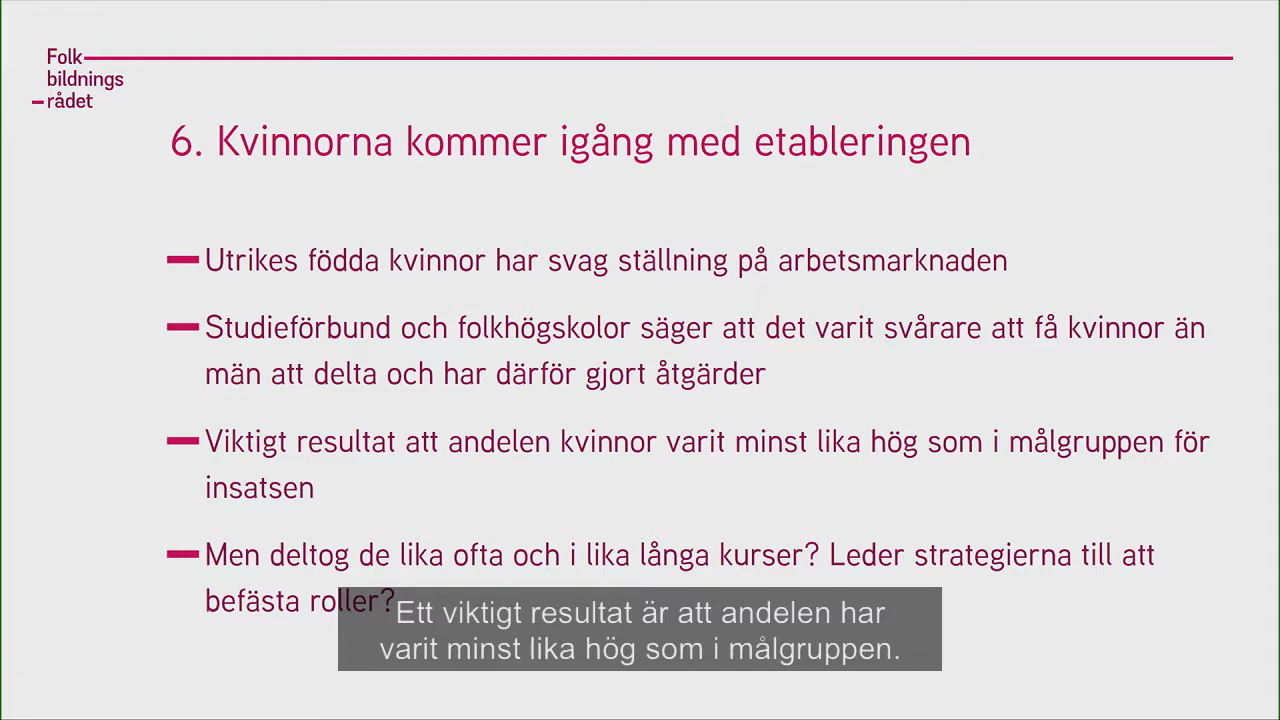 Folk
bildnings
rådet
6. Kvinnorna kommer igång med etableringen
Utrikes födda kvinnor har svag ställning på arbetsmarknaden
Studieförbund och folkhögskolor säger att det varit svårare att få kvinnor än
män att delta och har därför gjort åtgärder
Viktigt resultat att andelen kvinnor varit minst lika hög som i målgruppen för
insatsen
Men deltog de lika ofta och i lika långa kurser? Leder strategierna till att
befästa roller?
Ett viktigt resultat är att andelen har
varit minst lika hög som i målgruppen.